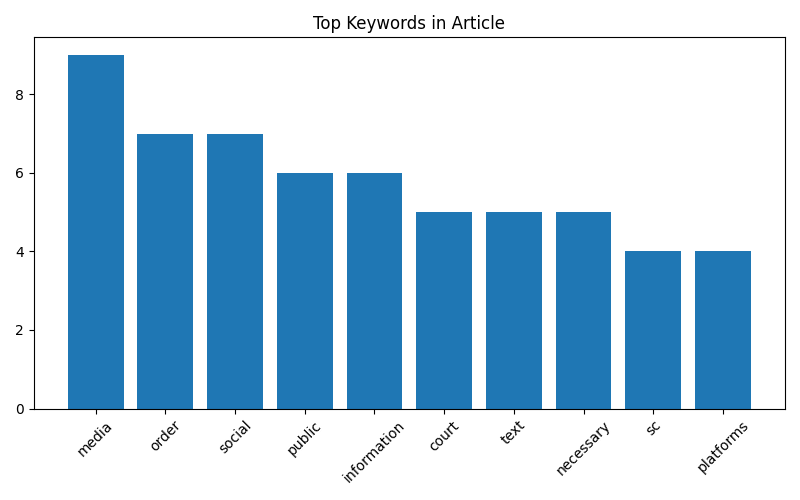 Top Keywords in Article
8
6
4
2
0
media
order
social
public
information
court
text
necessary
sc
platforms